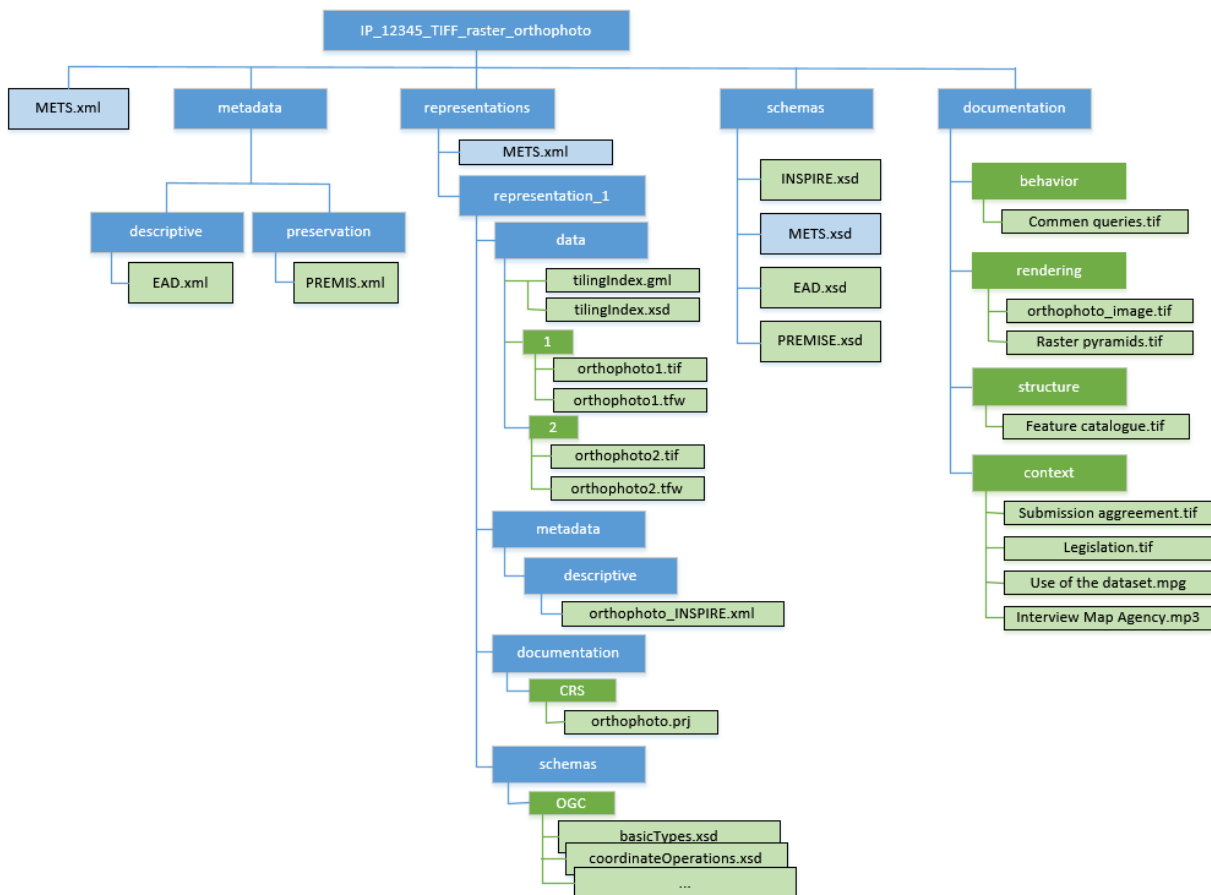 IP_12345_TIFF_raster_orthophoto
METS.xml
metadata
descriptive
EAD.xml
preservation
PREMIS.xml
representations
METS.xml
representation_1
data
tilingIndex.gml
tilingIndex.xsd
1
orthophoto1.tif
orthophoto1.tfw
2
orthophoto2.tif
orthophoto2.tfw
metadata
descriptive
orthophoto_INSPIRE.xml
documentation
CRS
orthophoto.prj
schemas
OGC
basicTypes.xsd
coordinateOperations.xsd
...
schemas
INSPIRE.xsd
METS.xsd
EAD.xsd
PREMISE.xsd
documentation
behavior
Commen queries.tif
rendering
orthophoto_image.tif
Raster pyramids.tif
structure
Feature catalogue.tif
context
Submission aggreement.tif
Legislation.tif
Use of the dataset.mpg
Interview Map Agency.mp3